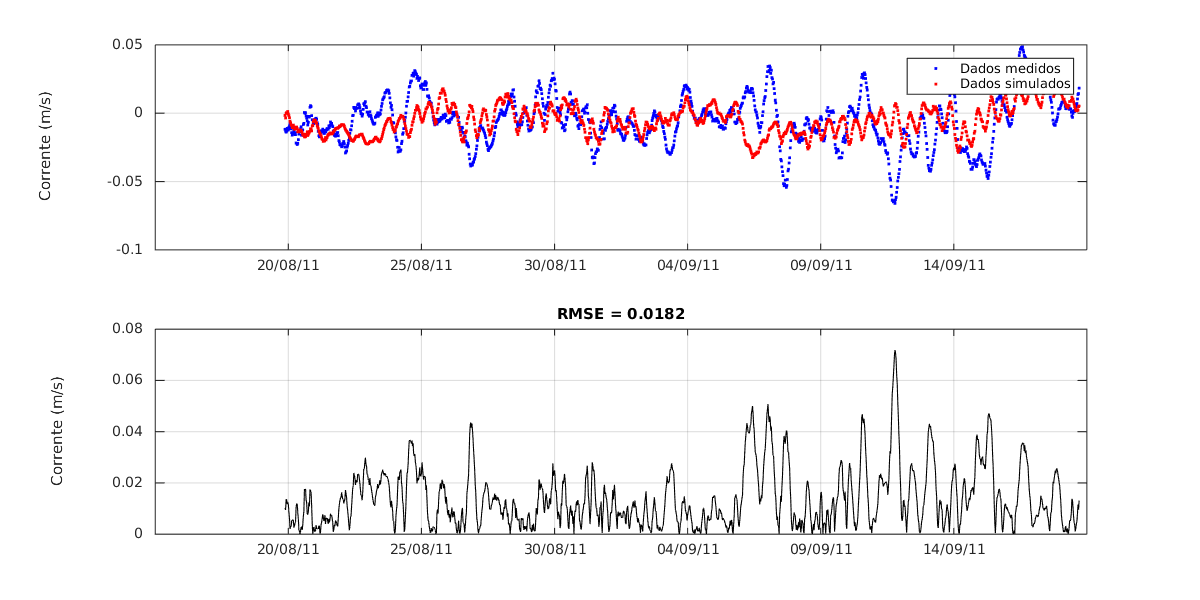 0.05
0
-0.05
-0.1
Corrente (m/s)
Dados medidos
Dados simulados
20/08/11 25/08/11 30/08/11 04/09/11 09/09/11 14/09/11
RMSE = 0.0182
0.08
0.06
0.04
0.02
0
Corrente (m/s)
20/08/11 25/08/11 30/08/11 04/09/11 09/09/11 14/09/11